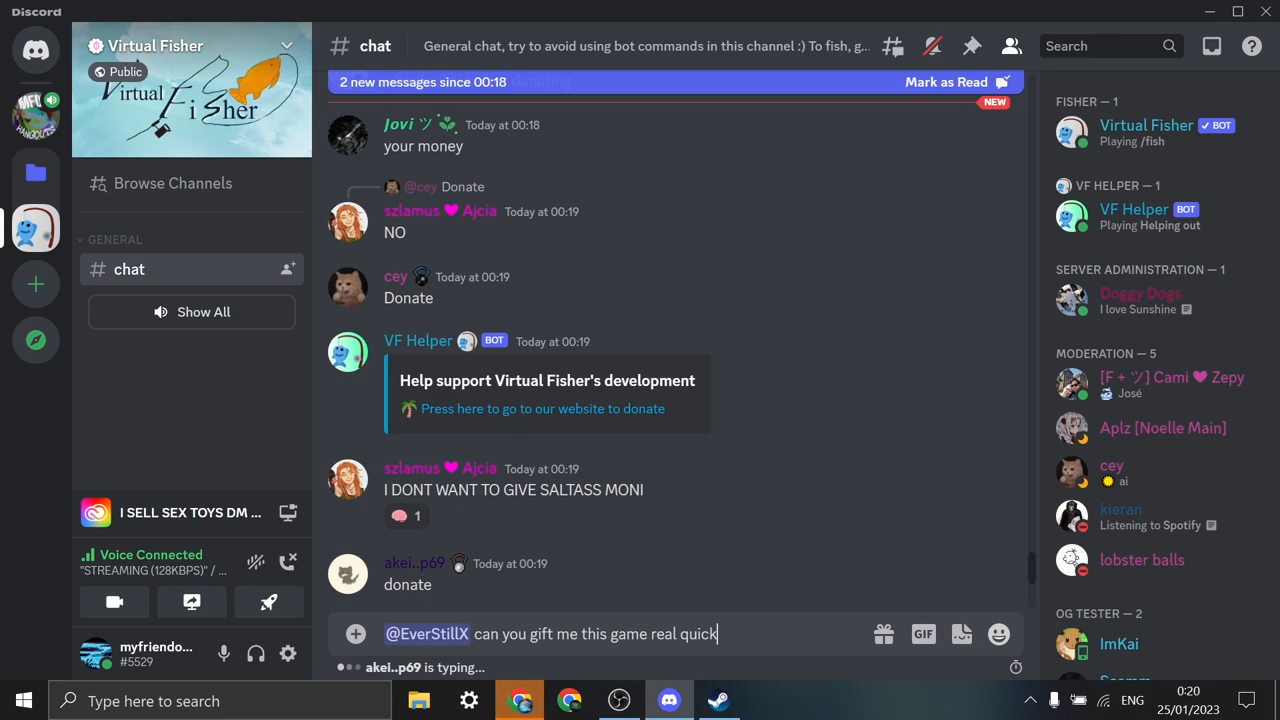 Discord
Virtual Fisher
Public
Virtual Fisher
Browse Channels
GENERAL
chat
Show All
I SELL SEX TOYS DM ...
Voice Connected
"STREAMING (128KBPS)" / ...
myfriendo...
#5529
chat
General chat, try to avoid using bot commands in this channel :) To fish, g...
Search
2 new messages since 00:18
Mark as Read
NEW
Jovi ツ Today at 00:18
your money
@cey Donate
szlamus ♥ Ajcia Today at 00:19
NO
cey Today at 00:19
Donate
VF Helper BOT Today at 00:19
Help support Virtual Fisher's development
🌴 Press here to go to our website to donate
szlamus ♥ Ajcia Today at 00:19
I DONT WANT TO GIVE SALTASS MONI
🧠 1
akei..p69 Today at 00:19
donate
@EverStillX can you gift me this game real quick
GIF
akei..p69 is typing...
FISHER — 1
Virtual Fisher ✓ BOT
Playing /fish
VF HELPER — 1
VF Helper BOT
Playing Helping out
SERVER ADMINISTRATION — 1
Doggy Dogs
I love Sunshine
MODERATION — 5
[F + ツ] Cami ♥ Zepy
José
Aplz [Noelle Main]
cey
ai
kieran
Listening to Spotify
lobster balls
OG TESTER — 2
ImKai
Type here to search
ENG
0:20
25/01/2023